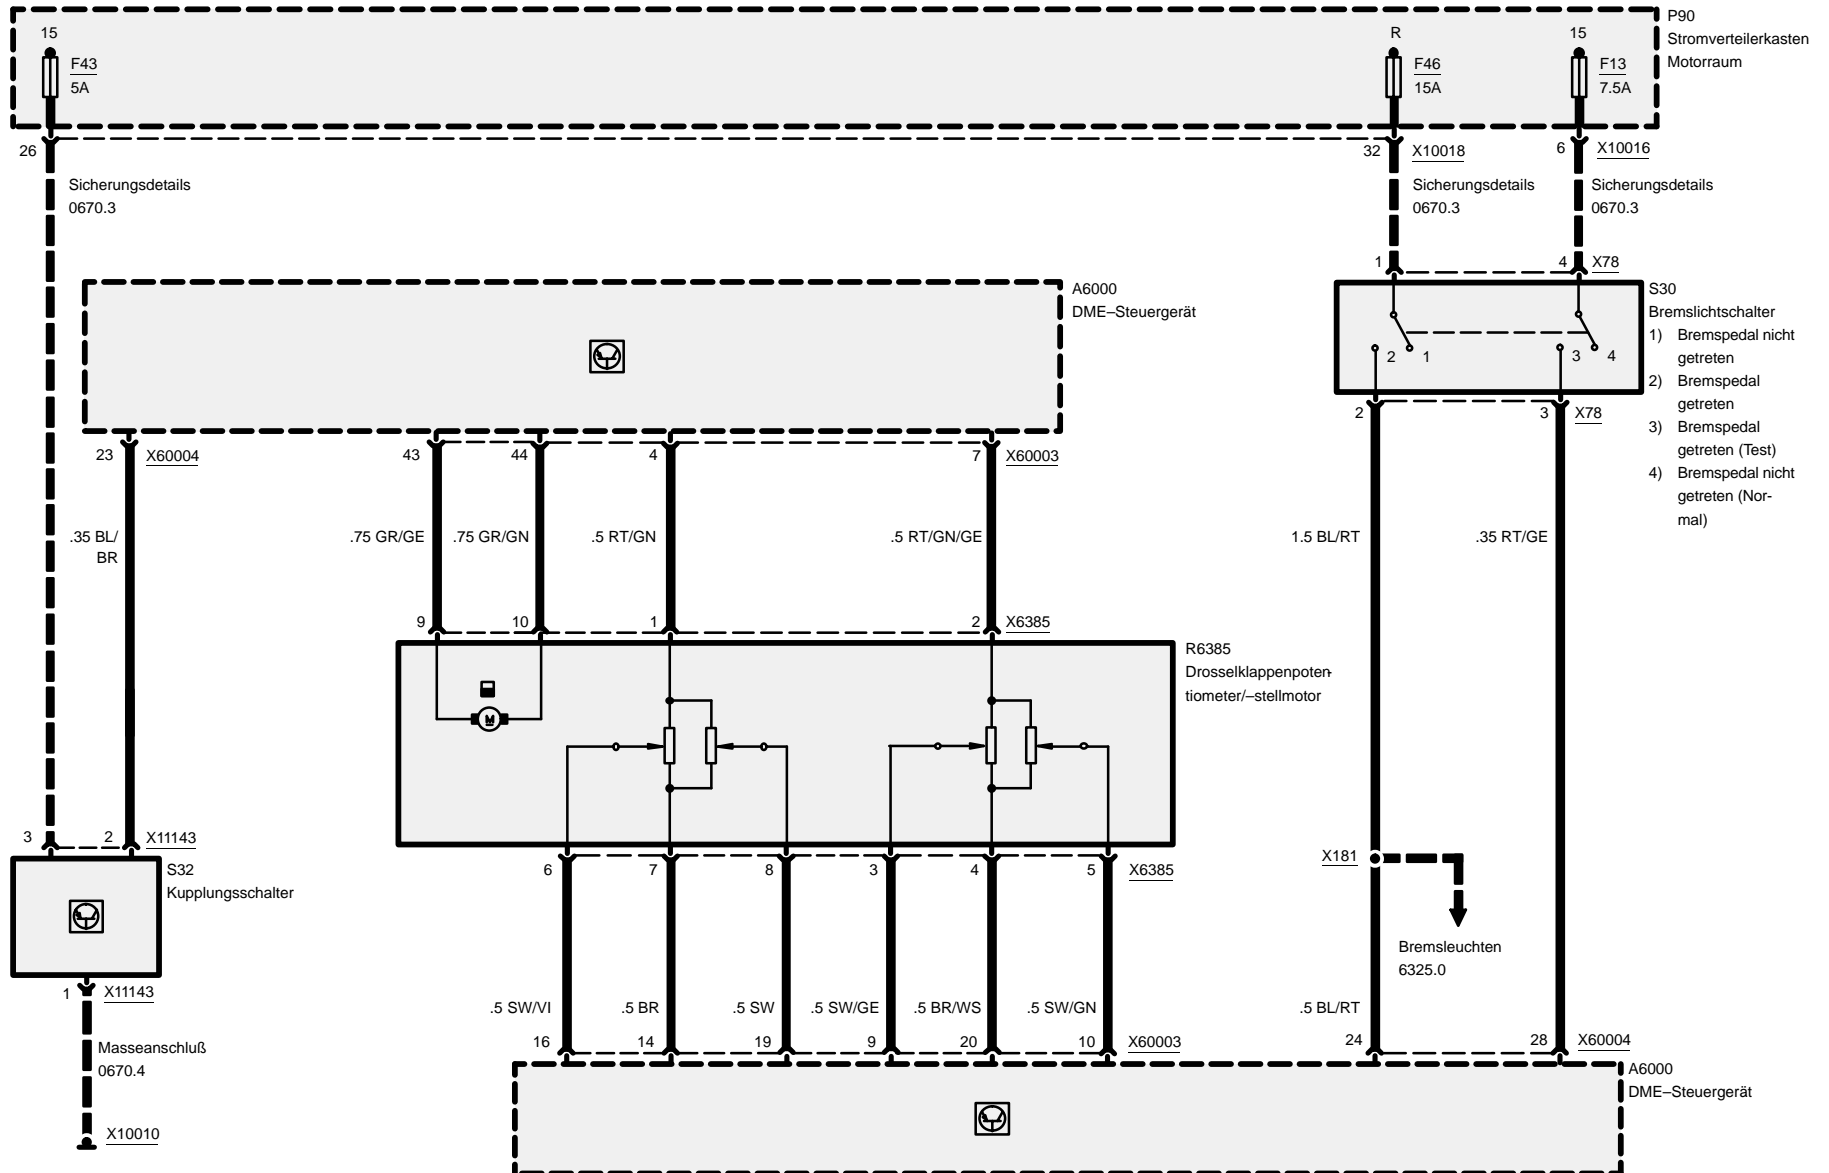 P90
Stromverteilerkasten
Motorraum
15
F43
5A
R
F46
15A
15
F13
7.5A
26
32
X10018
6
X10016
Sicherungsdetails
0670.3
Sicherungsdetails
0670.3
Sicherungsdetails
0670.3
1
4
X78
A6000
DME–Steuergerät
S30
Bremslichtschalter
1) Bremspedal nicht
getreten
2) Bremspedal
getreten
3) Bremspedal
getreten (Test)
4) Bremspedal nicht
getreten (Nor-
mal)
2
1
3
4
2
3
X78
23
X60004
43
44
4
7
X60003
.35 BL/
BR
.75 GR/GE
.75 GR/GN
.5 RT/GN
.5 RT/GN/GE
1.5 BL/RT
.35 RT/GE
9
10
1
2
X6385
R6385
Drosselklappenpoten-
tiometer/–stellmotor
M
3
2
X11143
S32
Kupplungsschalter
6
7
8
3
4
5
X6385
X181
Bremsleuchten
6325.0
1
X11143
.5 SW/VI
.5 BR
.5 SW
.5 SW/GE
.5 BR/WS
.5 SW/GN
.5 BL/RT
16
14
19
9
20
10
X60003
24
28
X60004
Masseanschluß
0670.4
X10010
A6000
DME–Steuergerät